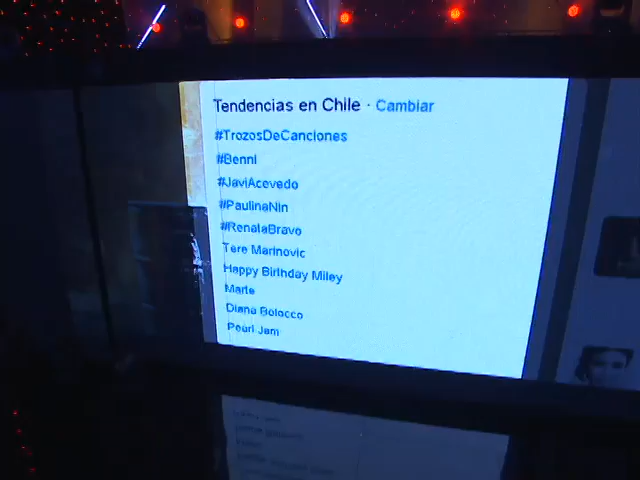 Tendencias en Chile · Cambiar
#TrozosDeCanciones
#Benni
#JaviAcevedo
#PaulinaNin
#RenataBravo
Tere Marinovic
Happy Birthday Miley
Marte
Diana Bolocco
Pearl Jam